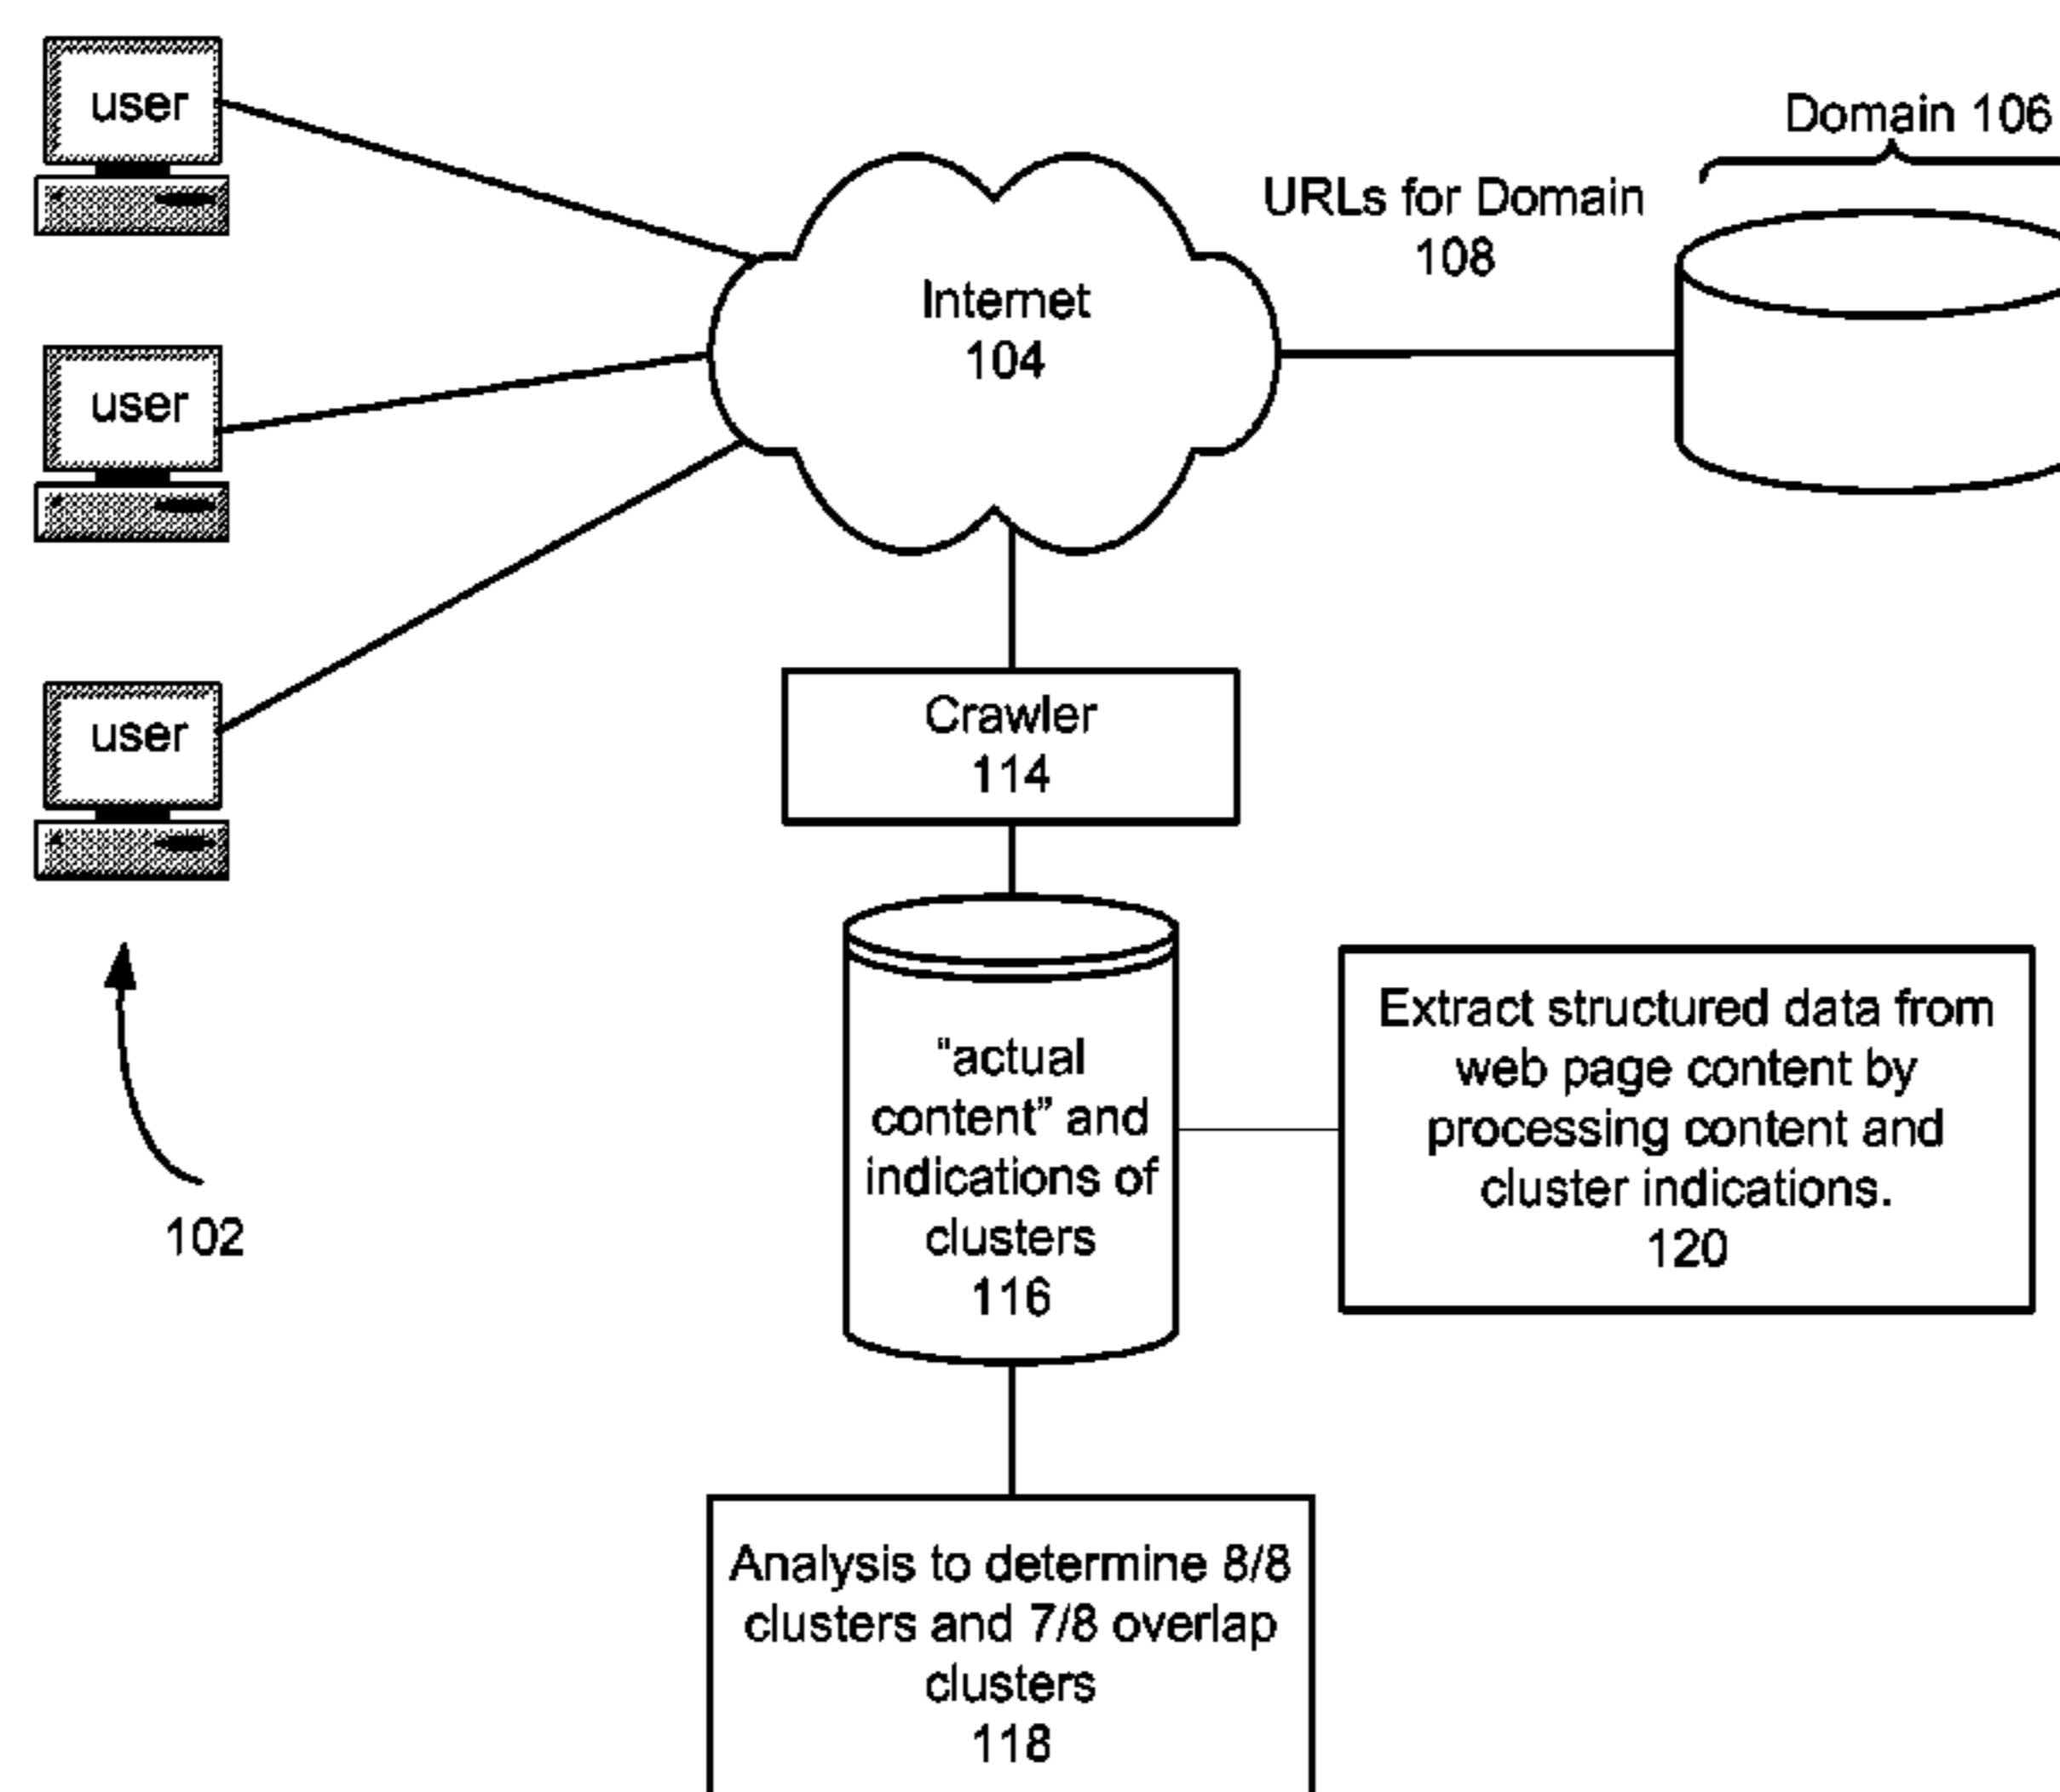 user
user
user
102
Internet
104
URLs for Domain
108
Domain 106
Crawler
114
“actual
content” and
indications of
clusters
116
Extract structured data from
web page content by
processing content and
cluster indications.
120
Analysis to determine 8/8
clusters and 7/8 overlap
clusters
118